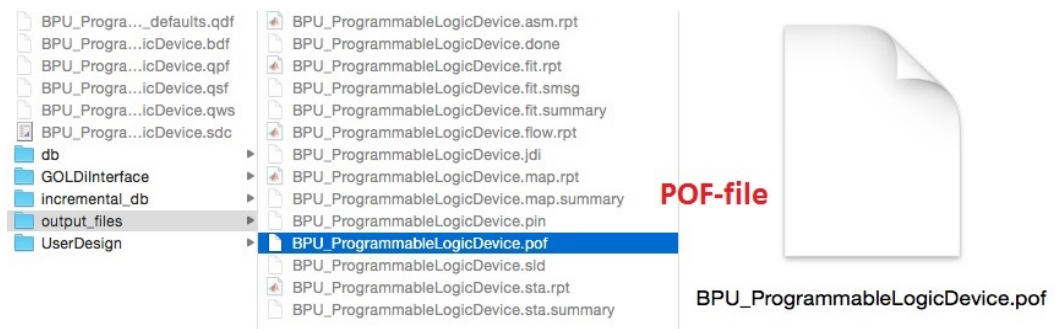 BPU_Progra..._defaults.qdf
BPU_Progra...icDevice.bdf
BPU_Progra...icDevice.qpf
BPU_Progra...icDevice.qsf
BPU_Progra...icDevice.qws
BPU_Progra...icDevice.sdc
db
GOLDiInterface
incremental_db
output_files
UserDesign
BPU_ProgrammableLogicDevice.asm.rpt
BPU_ProgrammableLogicDevice.done
BPU_ProgrammableLogicDevice.fit.rpt
BPU_ProgrammableLogicDevice.fit.smsg
BPU_ProgrammableLogicDevice.fit.summary
BPU_ProgrammableLogicDevice.flow.rpt
BPU_ProgrammableLogicDevice.jdi
BPU_ProgrammableLogicDevice.map.rpt
BPU_ProgrammableLogicDevice.map.summary
BPU_ProgrammableLogicDevice.pin
BPU_ProgrammableLogicDevice.pof
BPU_ProgrammableLogicDevice.sld
BPU_ProgrammableLogicDevice.sta.rpt
BPU_ProgrammableLogicDevice.sta.summary
POF-file
BPU_ProgrammableLogicDevice.pof